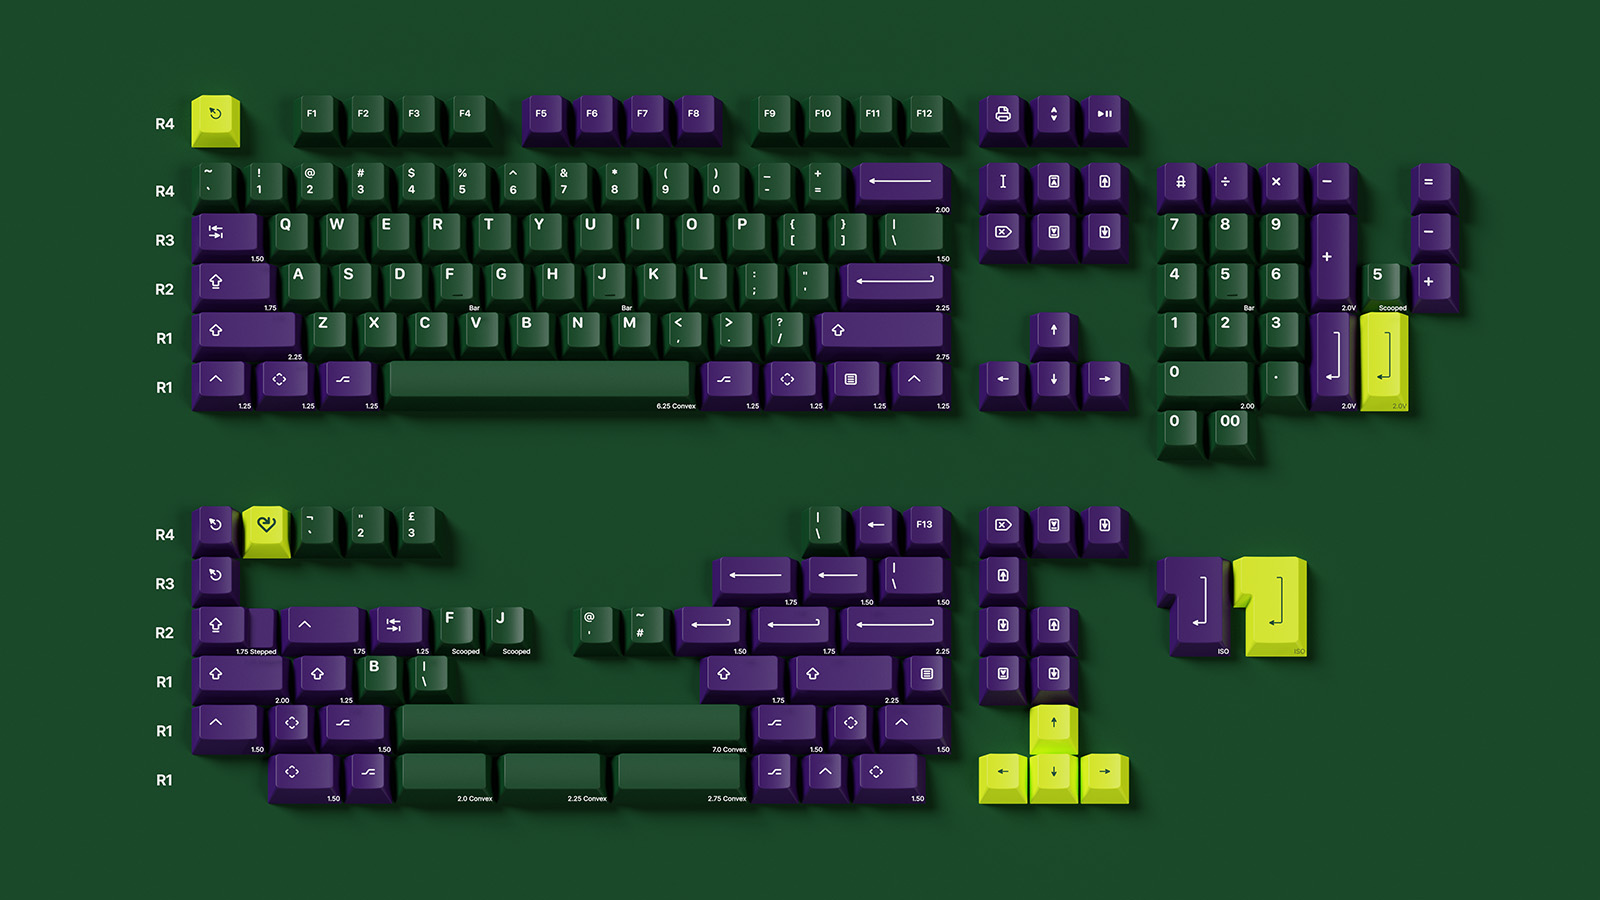 R4 F1 F2 F3 F4 F5 F6 F7 F8 F9 F10 F11 F12
~ ! @ # $ % ^ & * ( ) _ +
R4 ` 1 2 3 4 5 6 7 8 9 0 - = ÷ × − =
2.00
Q W E R T Y U I O P { } | 7 8 9
R3 [ ] \ + −
1.50 1.50
A S D F G H J K L : " 4 5 6 5
R2 ; ' +
1.75 Bar Bar 2.25 Bar 2.0V Scooped
Z X C V B N M < > ? 1 2 3
R1 , . /
2.25 2.75
R1 0 .
1.25 1.25 1.25 6.25 Convex 1.25 1.25 1.25 1.25 2.00 2.0V 2.0V
0 00
¬ " £ |
R4 ` 2 3 \ F13
R3 |
\
1.75 1.50 1.50
F J @ ~
R2 ' #
1.75 Stepped 1.75 1.25 Scooped Scooped 1.50 1.75 2.25 ISO ISO
B |
R1 \
2.00 1.25 1.75 2.25
R1
1.50 1.50 7.0 Convex 1.50 1.50
R1
1.50 2.0 Convex 2.25 Convex 2.75 Convex 1.50